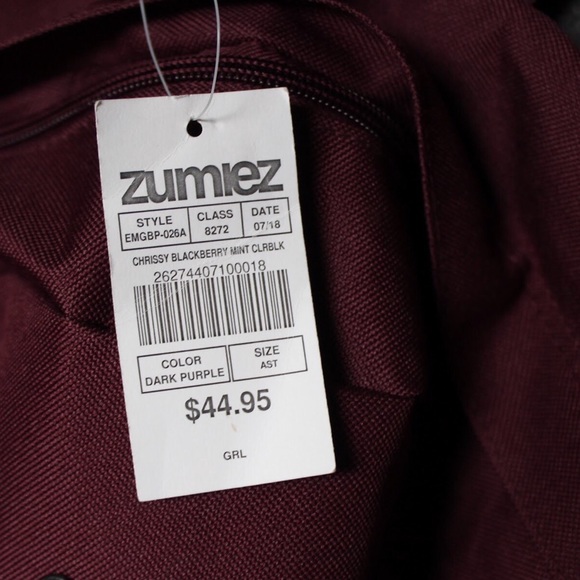 zumiez
STYLE CLASS DATE
EMGBP-026A 8272 07/18
CHRISSY BLACKBERRY MINT CLRBLK
26274407100018
COLOR SIZE
DARK PURPLE AST
$44.95
GRL